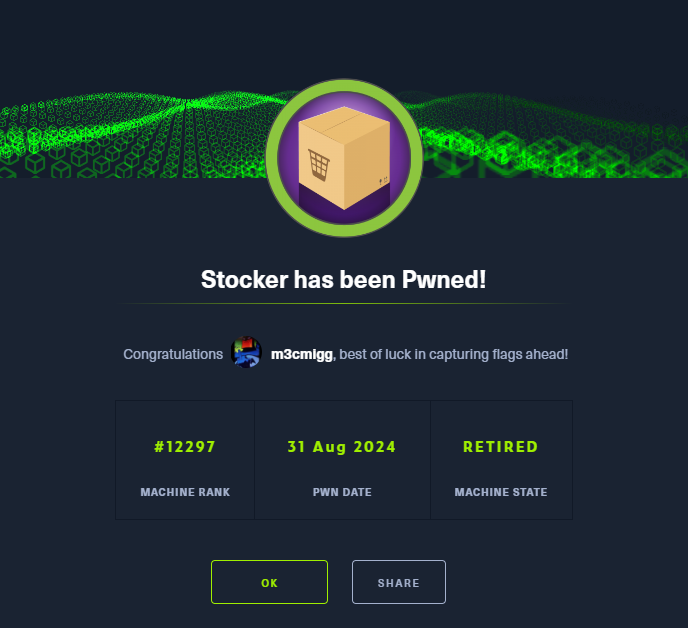 Stocker has been Pwned!
Congratulations m3cmigg, best of luck in capturing flags ahead!
#12297 31 Aug 2024 RETIRED
MACHINE RANK PWN DATE MACHINE STATE
OK SHARE